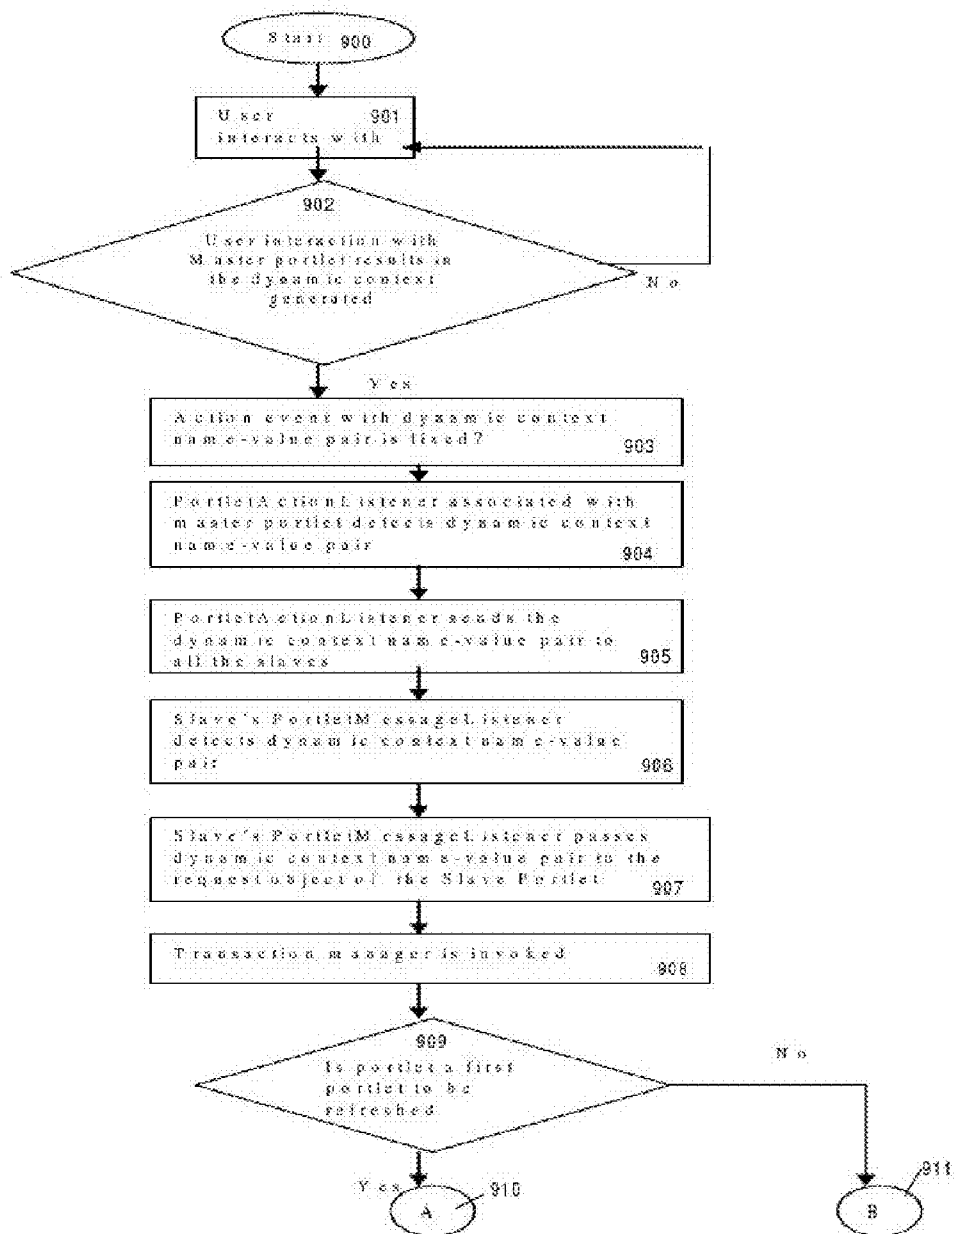 Start 900
User 901
interacts with
902
User interaction with
Master portlet results in
the dynamic context
generated
No
Yes
Action event with dynamic context
name-value pair is fired?
903
PortletActionListener associated with
master portlet detects dynamic context
name-value pair
904
PortletActionListener sends the
dynamic context name-value pair to
all the slaves
905
Slave's PortletMessageListener
detects dynamic context name-value
pair
906
Slave's PortletMessageListener passes
dynamic context name-value pair to the
request object of the Slave Portlet
907
Transaction manager is invoked
908
909
Is portlet a first
portlet to be
refreshed
No
Yes
A
910
B
911